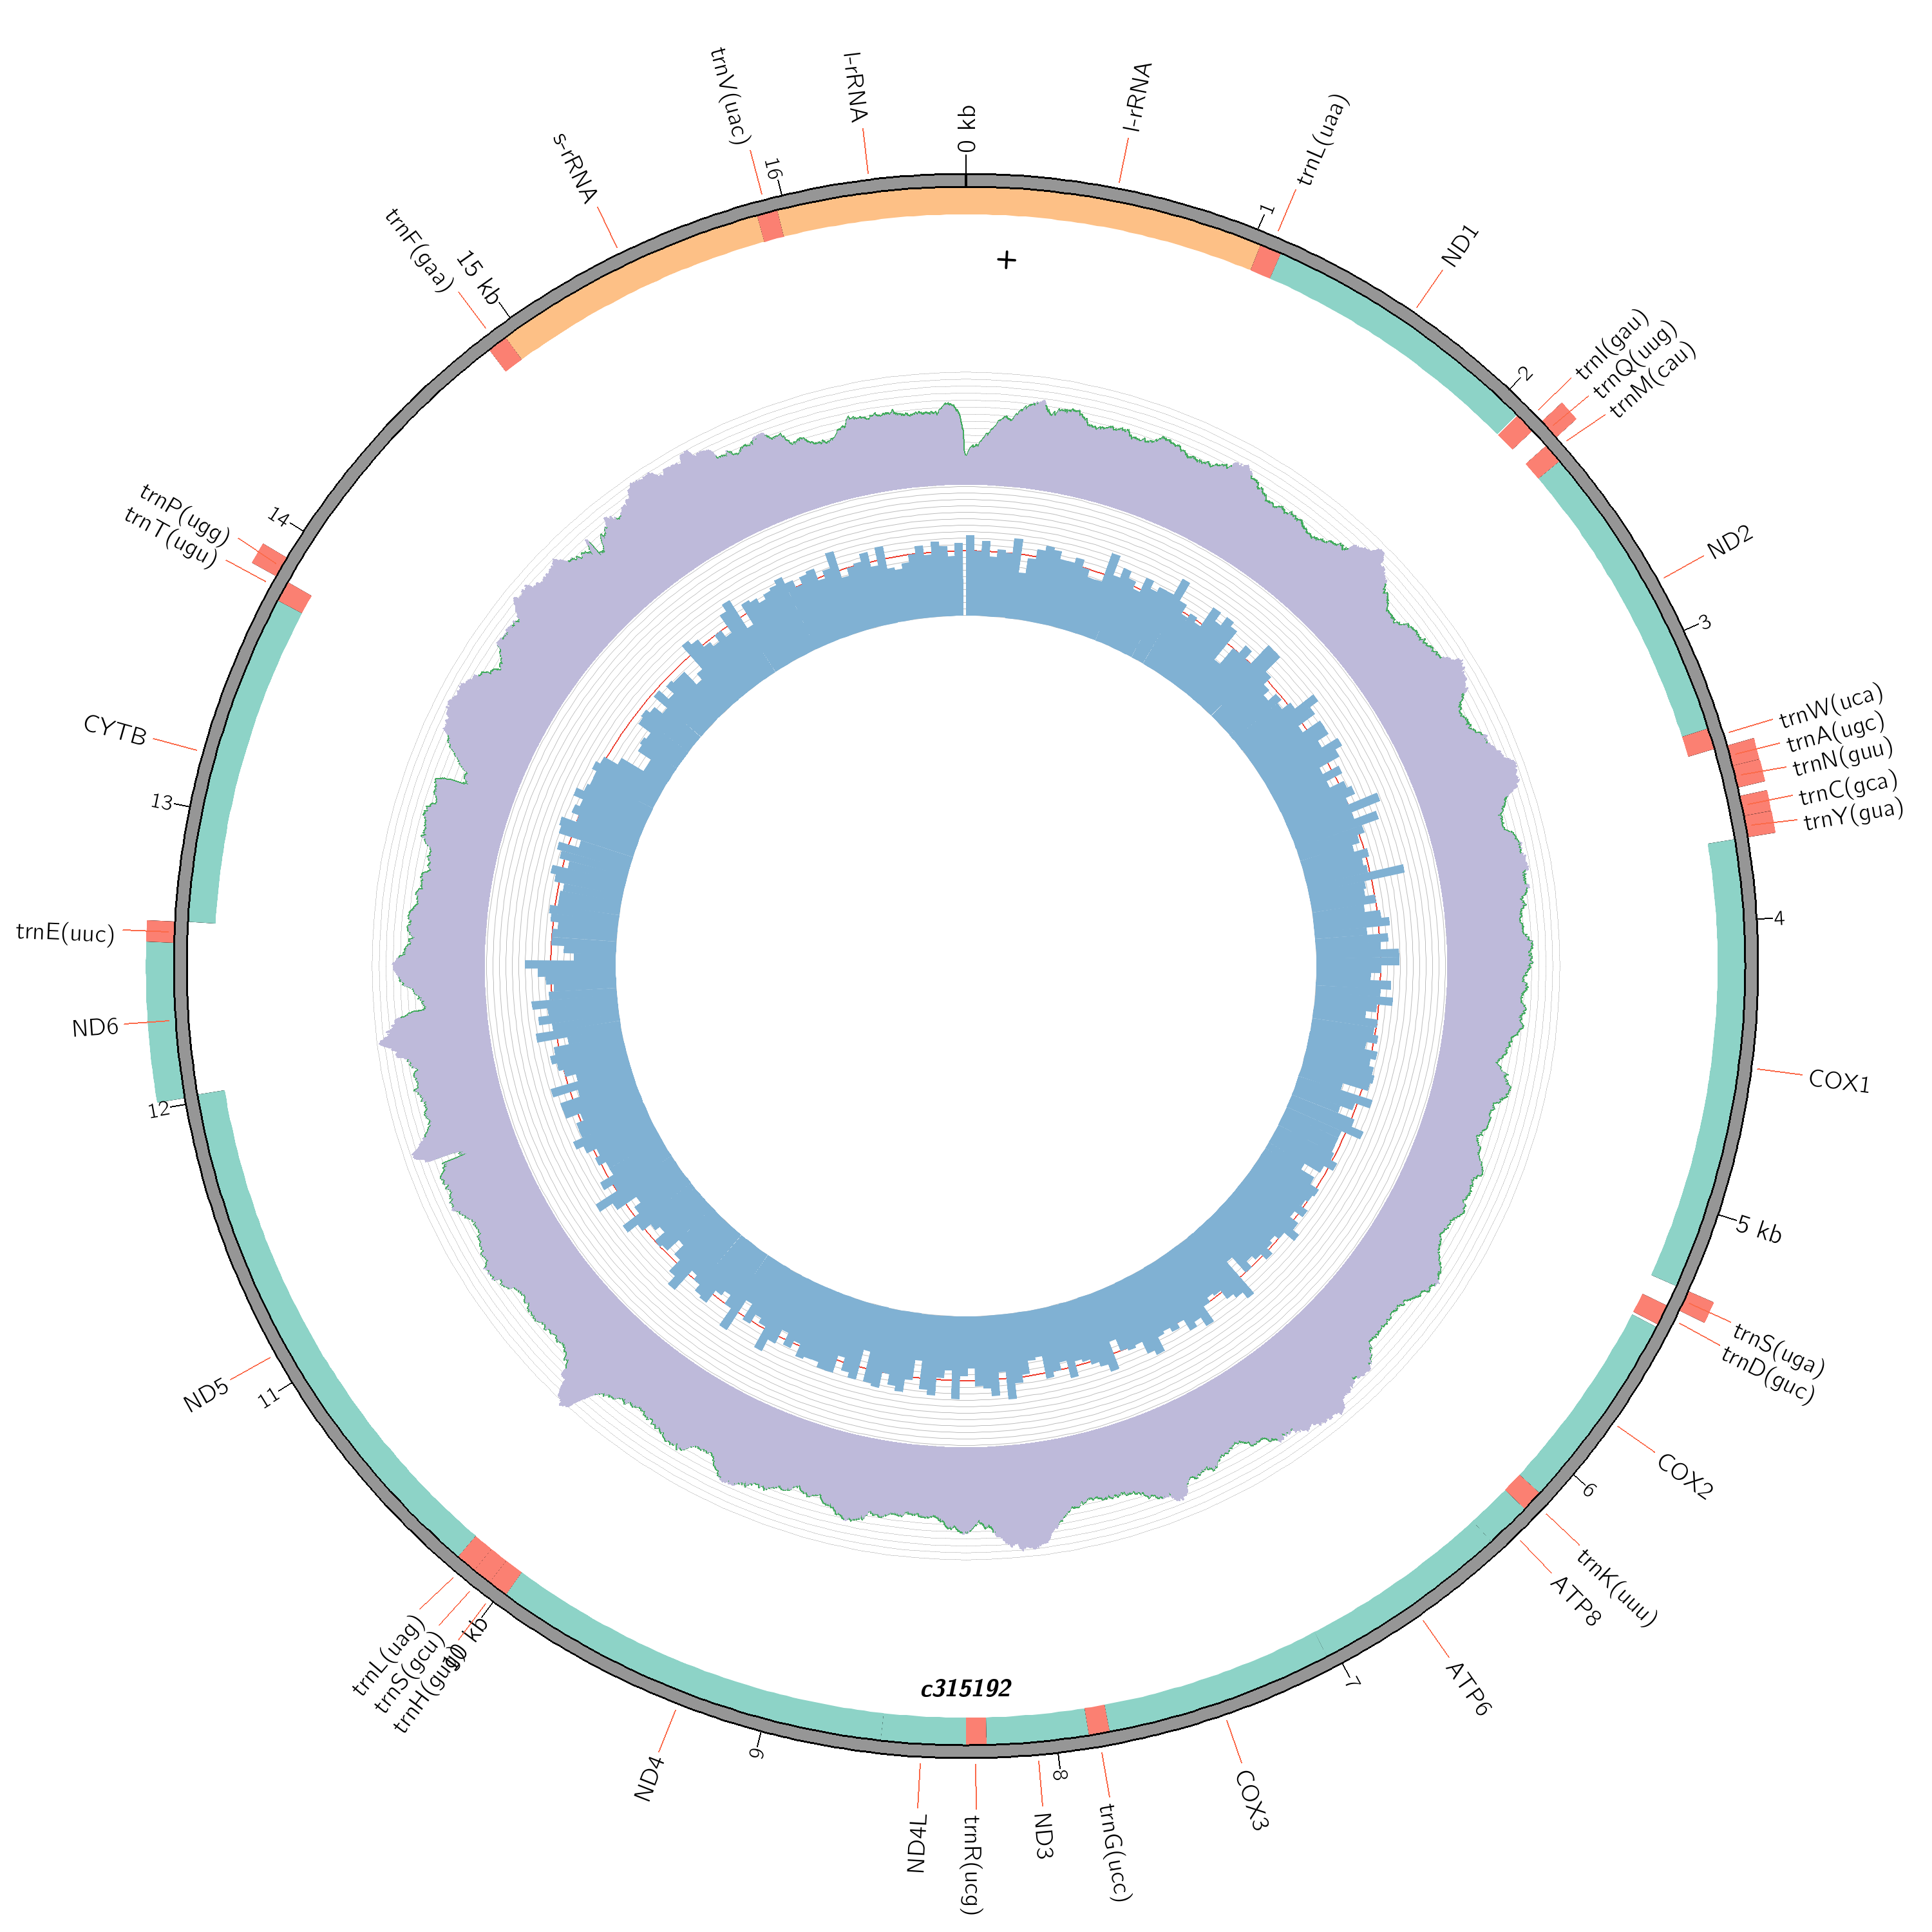 0 kb
l-rRNA
1
trnL(uaa)
ND1
2
trnI(gau)
trnQ(uug)
trnM(cau)
ND2
3
trnW(uca)
trnA(ugc)
trnN(guu)
trnC(gca)
trnY(gua)
4
COX1
5 kb
trnS(uga)
trnD(guc)
COX2
6
trnK(uuu)
ATP8
ATP6
7
COX3
trnG(ucc)
8
ND3
trnR(ucg)
ND4L
9
ND4
10 kb
trnH(gug)
trnS(gcu)
trnL(uag)
11
ND5
12
ND6
trnE(uuc)
13
CYTB
trnT(ugu)
trnP(ugg)
14
trnF(gaa)
15 kb
s-rRNA
trnV(uac)
16
l-rRNA
+
c315192